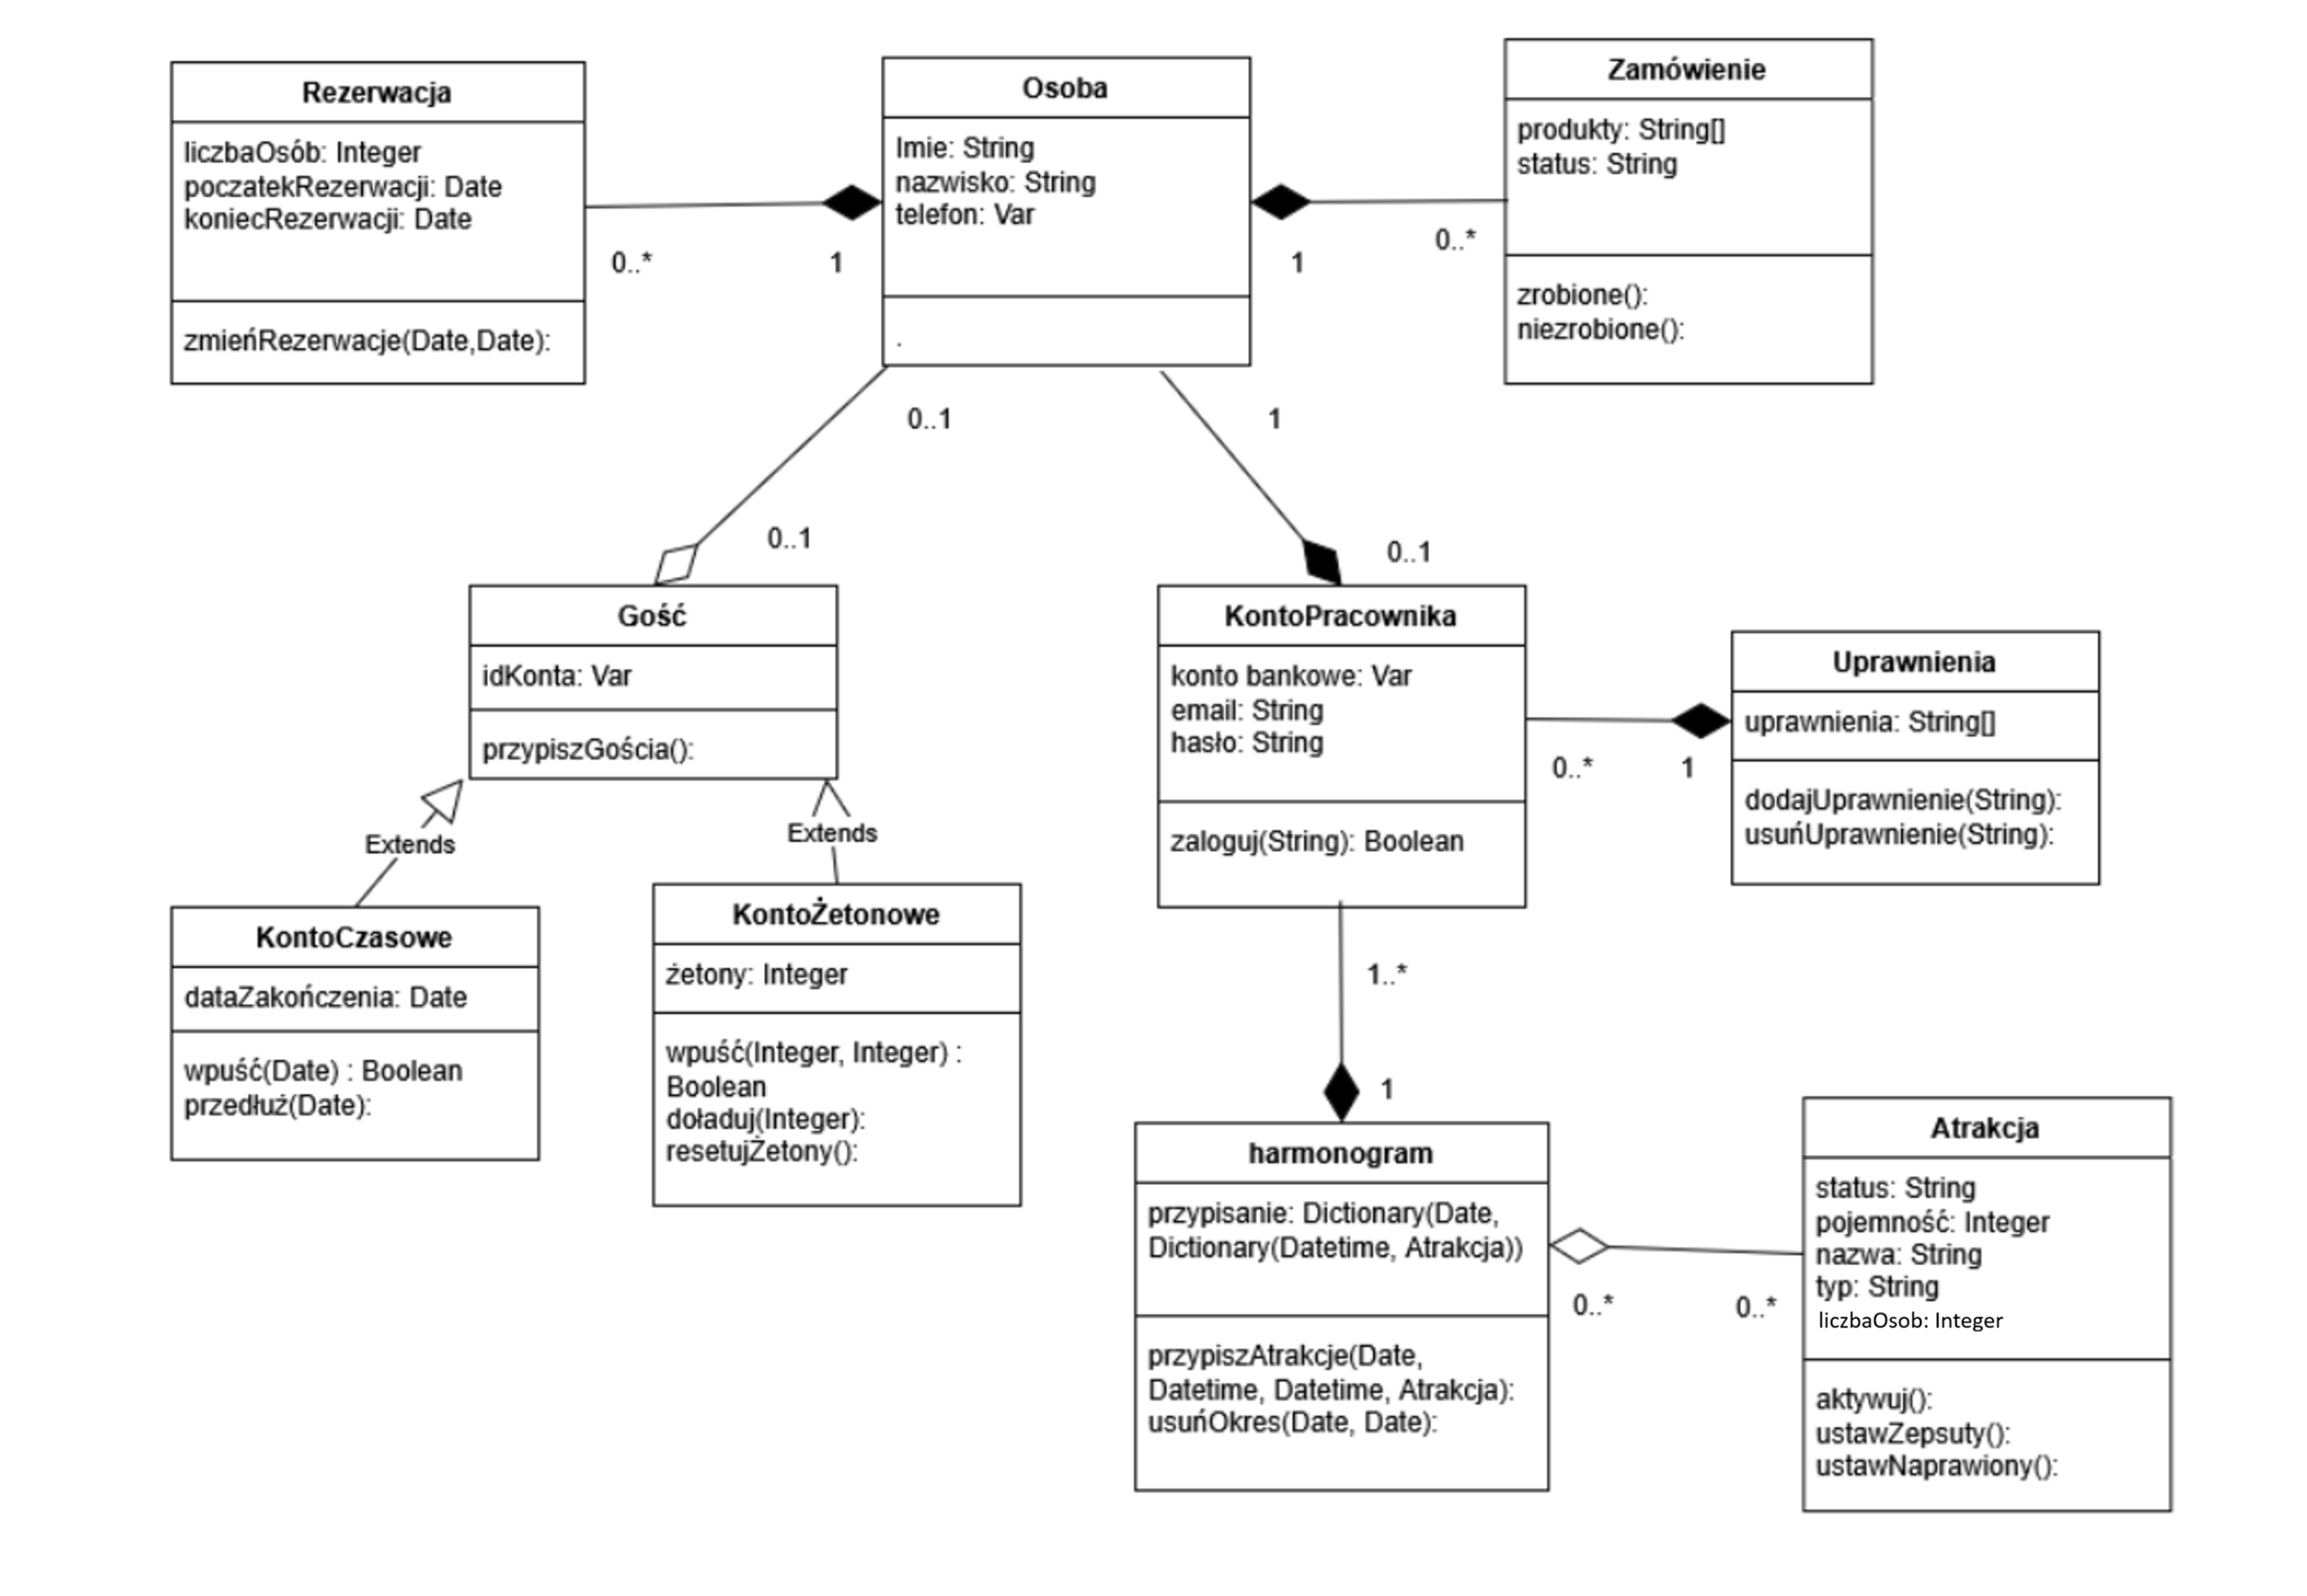 Rezerwacja
liczbaOsób: Integer
poczatekRezerwacji: Date
koniecRezerwacji: Date
zmieńRezerwacje(Date,Date):
0..*
1
Osoba
Imie: String
nazwisko: String
telefon: Var
.
1
0..*
Zamówienie
produkty: String[]
status: String
zrobione():
niezrobione():
0..1
0..1
1
0..1
Gość
idKonta: Var
przypiszGościa():
Extends
Extends
KontoCzasowe
dataZakończenia: Date
wpuść(Date) : Boolean
przedłuż(Date):
KontoŻetonowe
żetony: Integer
wpuść(Integer, Integer) :
Boolean
doładuj(Integer):
resetujŻetony():
KontoPracownika
konto bankowe: Var
email: String
hasło: String
zaloguj(String): Boolean
0..*
1
Uprawnienia
uprawnienia: String[]
dodajUprawnienie(String):
usuńUprawnienie(String):
1..*
1
harmonogram
przypisanie: Dictionary(Date,
Dictionary(Datetime, Atrakcja))
przypiszAtrakcje(Date,
Datetime, Datetime, Atrakcja):
usuńOkres(Date, Date):
0..*
0..*
Atrakcja
status: String
pojemność: Integer
nazwa: String
typ: String
liczbaOsob: Integer
aktywuj():
ustawZepsuty():
ustawNaprawiony():